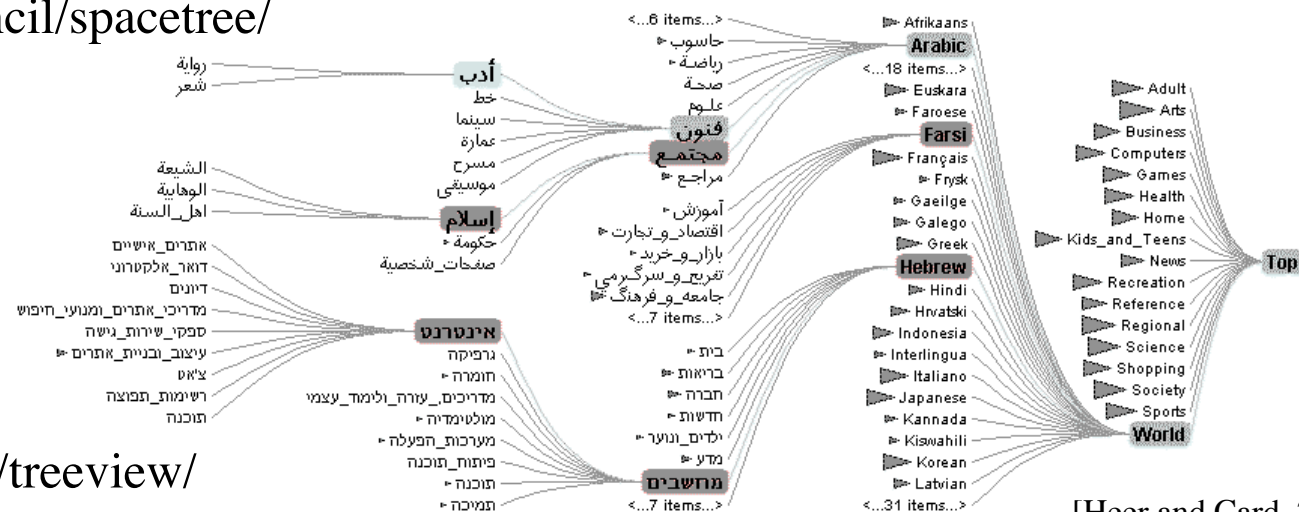 ncil/spacetree/
/treeview/
[Heer and Card,
Top
Adult
Arts
Business
Computers
Games
Health
Home
Kids_and_Teens
News
Recreation
Reference
Regional
Science
Shopping
Society
Sports
World
Afrikaans
Arabic
<...18 items...>
Euskara
Faroese
Farsi
Français
Frysk
Gaeilge
Galego
Greek
Hebrew
Hindi
Hrvatski
Indonesia
Interlingua
Italiano
Japanese
Kannada
Kiswahili
Korean
Latvian
<...31 items...>
<...6 items...>
حاسوب
رياضة
صحة
علوم
فنون
مجتمع
مراجع
آموزش
اقتصاد_و_تجارت
بازار_و_خرید
تفریح_و_سرگرمی
جامعه_و_فرهنگ
<...7 items...>
בית
בריאות
חברה
חדשות
ילדים_ונוער
מדע
מחשבים
<...7 items...>
أدب
خط
سينما
عمارة
مسرح
موسيقى
إسلام
حكومة
صفحات_شخصية
אינטרנט
גרפיקה
חומרה
מדריכים,_עזרה_ולימוד_עצמי
מולטימדיה
מערכות_הפעלה
פיתוח_תוכנה
תוכנה
תמיכה
رواية
شعر
الشيعة
الوهابية
اهل_السنة
אתרים_אישיים
דואר_אלקטרוני
דיונים
מדריכי_אתרים_ומנועי_חיפוש
ספקי_שירות_גישה
עיצוב_ובניית_אתרים
צ'אט
רשימות_תפוצה
תוכנה